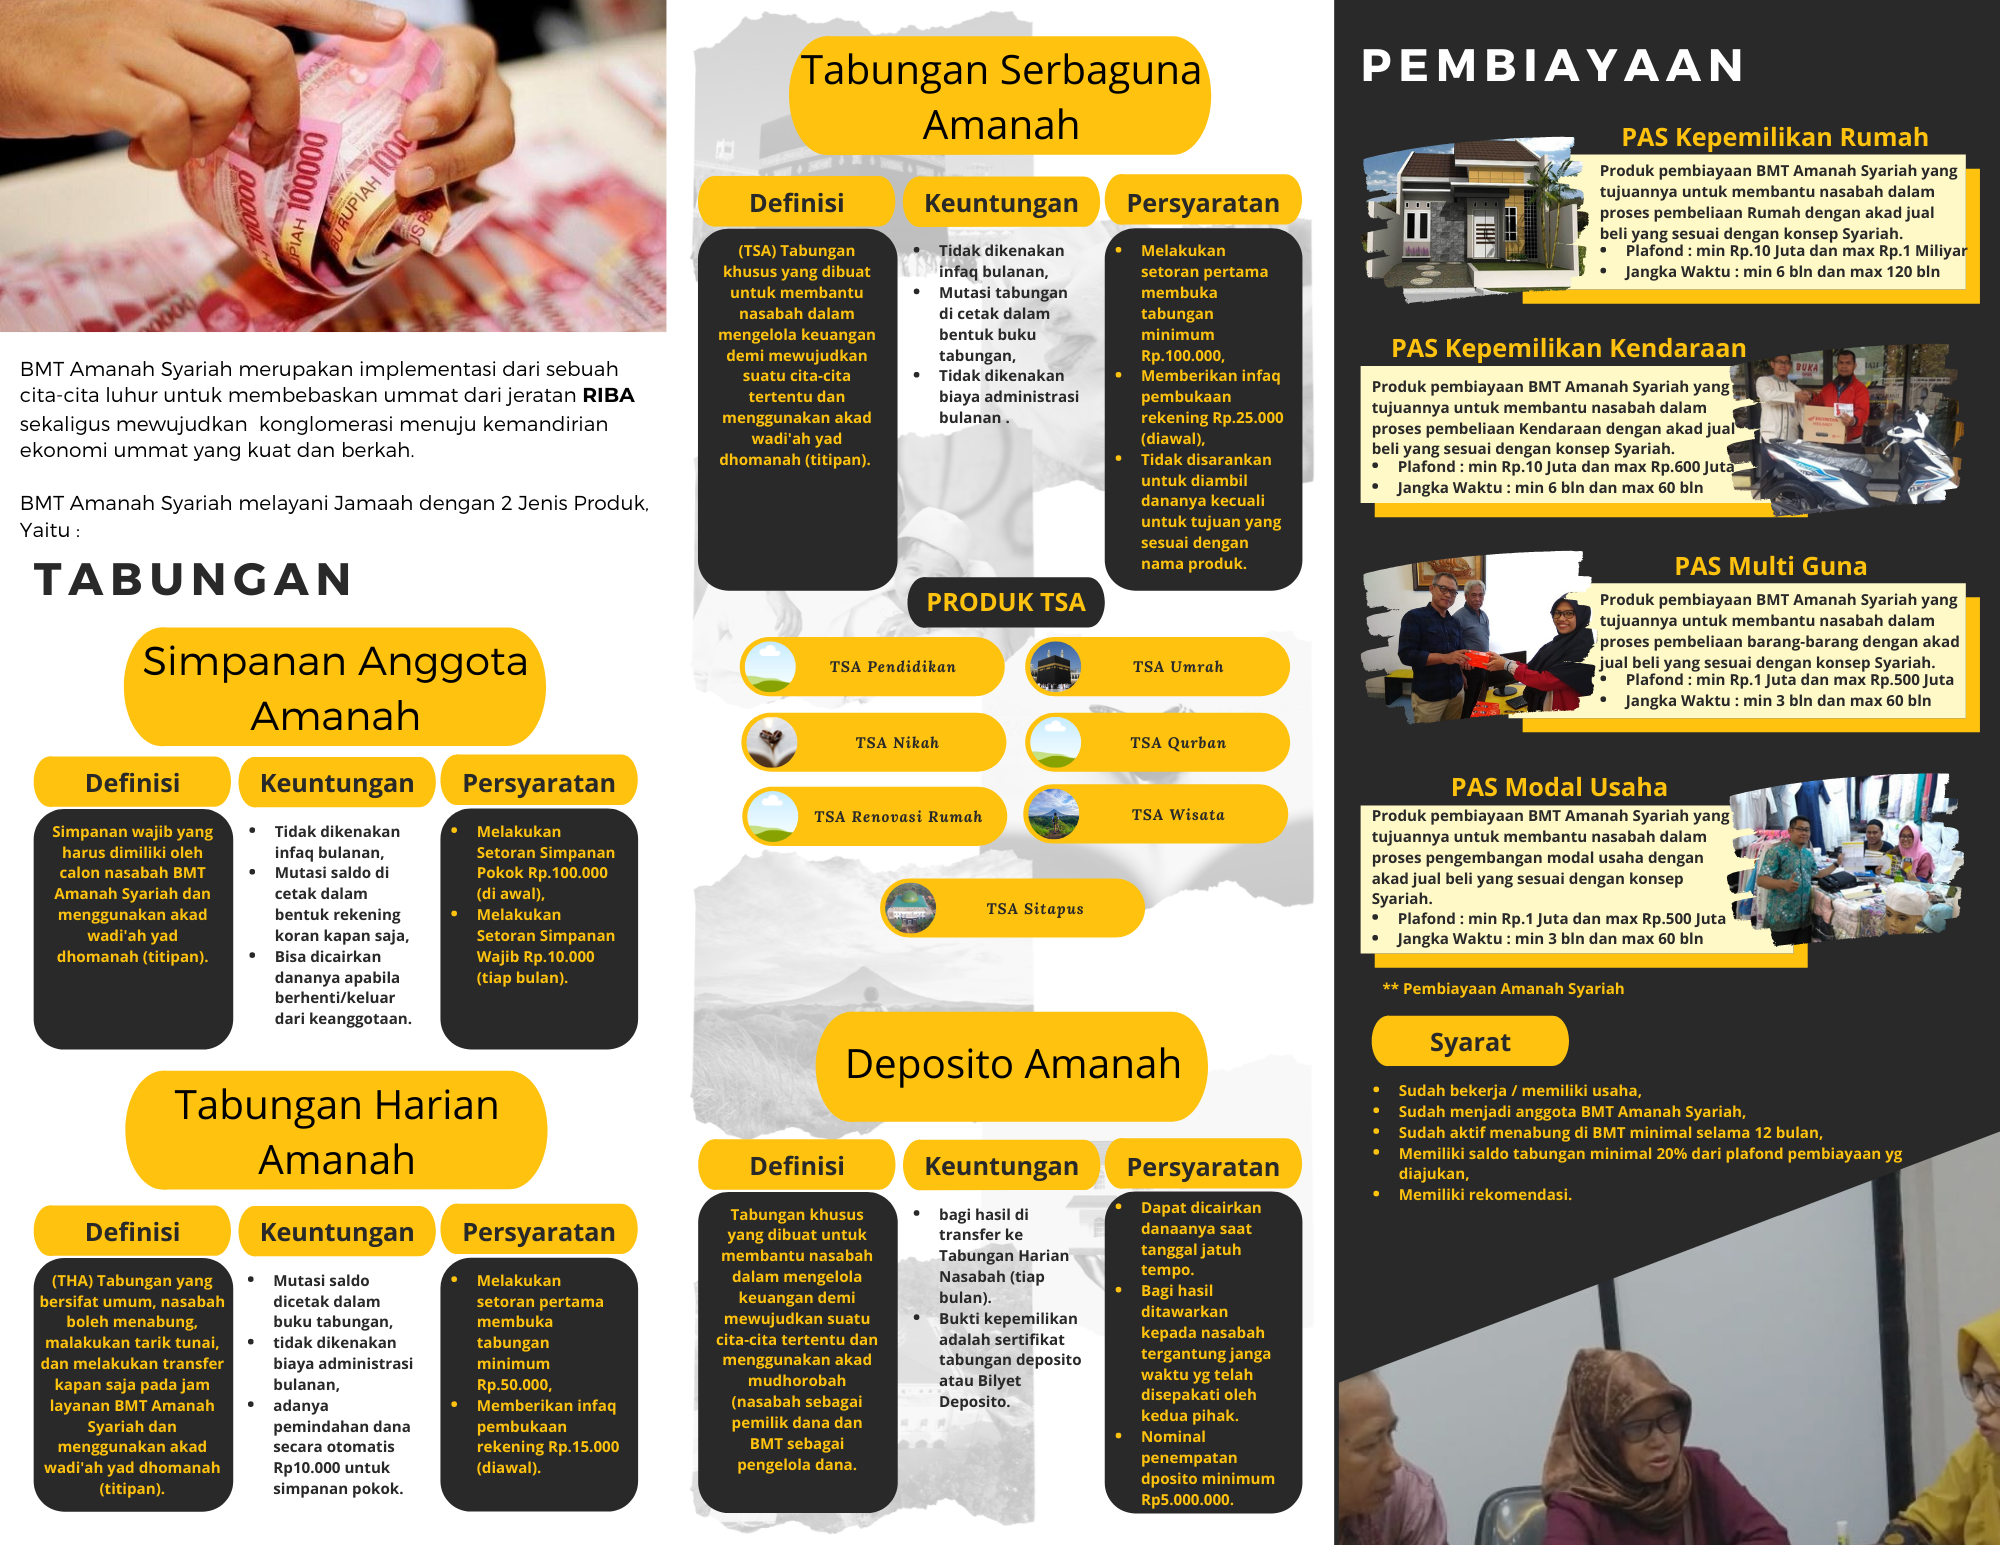 BMT Amanah Syariah merupakan implementasi dari sebuah
cita-cita luhur untuk membebaskan ummat dari jeratan RIBA
sekaligus mewujudkan konglomerasi menuju kemandirian
ekonomi ummat yang kuat dan berkah.
BMT Amanah Syariah melayani Jamaah dengan 2 Jenis Produk,
Yaitu :
TABUNGAN
Simpanan Anggota
Amanah
Definisi
Simpanan wajib yang
harus dimiliki oleh
calon nasabah BMT
Amanah Syariah dan
menggunakan akad
wadi'ah yad
dhomanah (titipan).
Keuntungan
• Tidak dikenakan
infaq bulanan,
• Mutasi saldo di
cetak dalam
bentuk rekening
koran kapan saja,
• Bisa dicairkan
dananya apabila
berhenti/keluar
dari keanggotaan.
Persyaratan
• Melakukan
Setoran Simpanan
Pokok Rp.100.000
(di awal),
• Melakukan
Setoran Simpanan
Wajib Rp.10.000
(tiap bulan).
Tabungan Harian
Amanah
Definisi
(THA) Tabungan yang
bersifat umum, nasabah
boleh menabung,
malakukan tarik tunai,
dan melakukan transfer
kapan saja pada jam
layanan BMT Amanah
Syariah dan
menggunakan akad
wadi'ah yad dhomanah
(titipan).
Keuntungan
• Mutasi saldo
dicetak dalam
buku tabungan,
• tidak dikenakan
biaya administrasi
bulanan,
• adanya
pemindahan dana
secara otomatis
Rp10.000 untuk
simpanan pokok.
Persyaratan
• Melakukan
setoran pertama
membuka
tabungan
minimum
Rp.50.000,
• Memberikan infaq
pembukaan
rekening Rp.15.000
(diawal).
Tabungan Serbaguna
Amanah
Definisi
(TSA) Tabungan
khusus yang dibuat
untuk membantu
nasabah dalam
mengelola keuangan
demi mewujudkan
suatu cita-cita
tertentu dan
menggunakan akad
wadi'ah yad
dhomanah (titipan).
Keuntungan
• Tidak dikenakan
infaq bulanan,
• Mutasi tabungan
di cetak dalam
bentuk buku
tabungan,
• Tidak dikenakan
biaya administrasi
bulanan .
Persyaratan
• Melakukan
setoran pertama
membuka
tabungan
minimum
Rp.100.000,
• Memberikan infaq
pembukaan
rekening Rp.25.000
(diawal),
• Tidak disarankan
untuk diambil
dananya kecuali
untuk tujuan yang
sesuai dengan
nama produk.
PRODUK TSA
TSA Pendidikan
TSA Umrah
TSA Nikah
TSA Qurban
TSA Renovasi Rumah
TSA Wisata
TSA Sitapus
Deposito Amanah
Definisi
Tabungan khusus
yang dibuat untuk
membantu nasabah
dalam mengelola
keuangan demi
mewujudkan suatu
cita-cita tertentu dan
menggunakan akad
mudhorobah
(nasabah sebagai
pemilik dana dan
BMT sebagai
pengelola dana.
Keuntungan
• bagi hasil di
transfer ke
Tabungan Harian
Nasabah (tiap
bulan).
• Bukti kepemilikan
adalah sertifikat
tabungan deposito
atau Bilyet
Deposito.
Persyaratan
• Dapat dicairkan
danaanya saat
tanggal jatuh
tempo.
• Bagi hasil
ditawarkan
kepada nasabah
tergantung janga
waktu yg telah
disepakati oleh
kedua pihak.
• Nominal
penempatan
dposito minimum
Rp5.000.000.
PEMBIAYAAN
PAS Kepemilikan Rumah
Produk pembiayaan BMT Amanah Syariah yang
tujuannya untuk membantu nasabah dalam
proses pembeliaan Rumah dengan akad jual
beli yang sesuai dengan konsep Syariah.
• Plafond : min Rp.10 Juta dan max Rp.1 Miliyar
• Jangka Waktu : min 6 bln dan max 120 bln
PAS Kepemilikan Kendaraan
Produk pembiayaan BMT Amanah Syariah yang
tujuannya untuk membantu nasabah dalam
proses pembeliaan Kendaraan dengan akad jual
beli yang sesuai dengan konsep Syariah.
• Plafond : min Rp.10 Juta dan max Rp.600 Juta
• Jangka Waktu : min 6 bln dan max 60 bln
BUKA
PAS Multi Guna
Produk pembiayaan BMT Amanah Syariah yang
tujuannya untuk membantu nasabah dalam
proses pembeliaan barang-barang dengan akad
jual beli yang sesuai dengan konsep Syariah.
• Plafond : min Rp.1 Juta dan max Rp.500 Juta
• Jangka Waktu : min 3 bln dan max 60 bln
PAS Modal Usaha
Produk pembiayaan BMT Amanah Syariah yang
tujuannya untuk membantu nasabah dalam
proses pengembangan modal usaha dengan
akad jual beli yang sesuai dengan konsep
Syariah.
• Plafond : min Rp.1 Juta dan max Rp.500 Juta
• Jangka Waktu : min 3 bln dan max 60 bln
** Pembiayaan Amanah Syariah
Syarat
• Sudah bekerja / memiliki usaha,
• Sudah menjadi anggota BMT Amanah Syariah,
• Sudah aktif menabung di BMT minimal selama 12 bulan,
• Memiliki saldo tabungan minimal 20% dari plafond pembiayaan yg
diajukan,
• Memiliki rekomendasi.